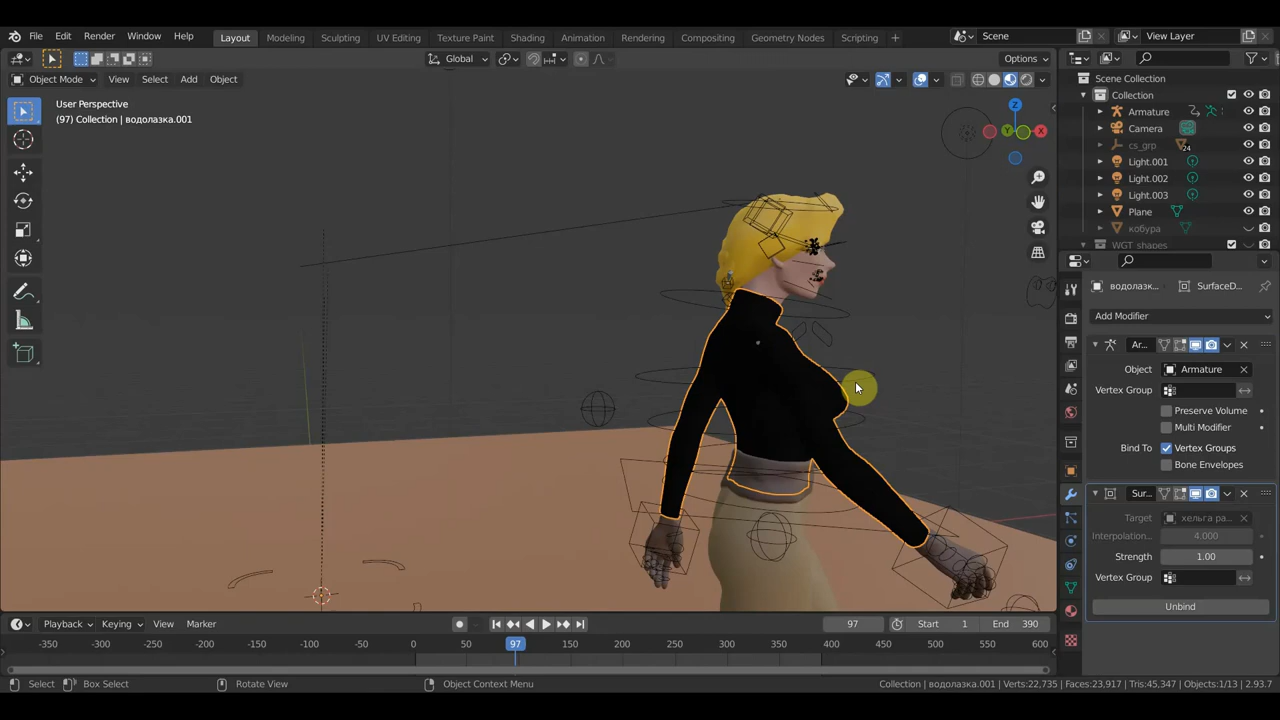 File Edit Render Window Help Layout Modeling Sculpting UV Editing Texture Paint Shading Animation Rendering Compositing Geometry Nodes Scripting Scene View Layer
Global Options
Object Mode View Select Add Object
User Perspective
(97) Collection | водолазка.001
Z
Y
X
Scene Collection
Collection
Armature
Camera
cs_grp 24
Light.001
Light.002
Light.003
Plane
кобура
WGT_shapes
водолазк... SurfaceD...
Add Modifier
Ar...
Object Armature
Vertex Group
Preserve Volume
Multi Modifier
Bind To Vertex Groups
Bone Envelopes
Sur...
Target хельга ра...
Interpolation... 4.000
Strength 1.00
Vertex Group
Unbind
Playback Keying View Marker 97 Start 1 End 390
-350 -300 -250 -200 -150 -100 -50 0 50 97 150 200 250 300 350 400 450 500 550 600
Select Box Select Rotate View Object Context Menu Collection | водолазка.001 | Verts:22,735 | Faces:23,917 | Tris:45,347 | Objects:1/13 | 2.93.7